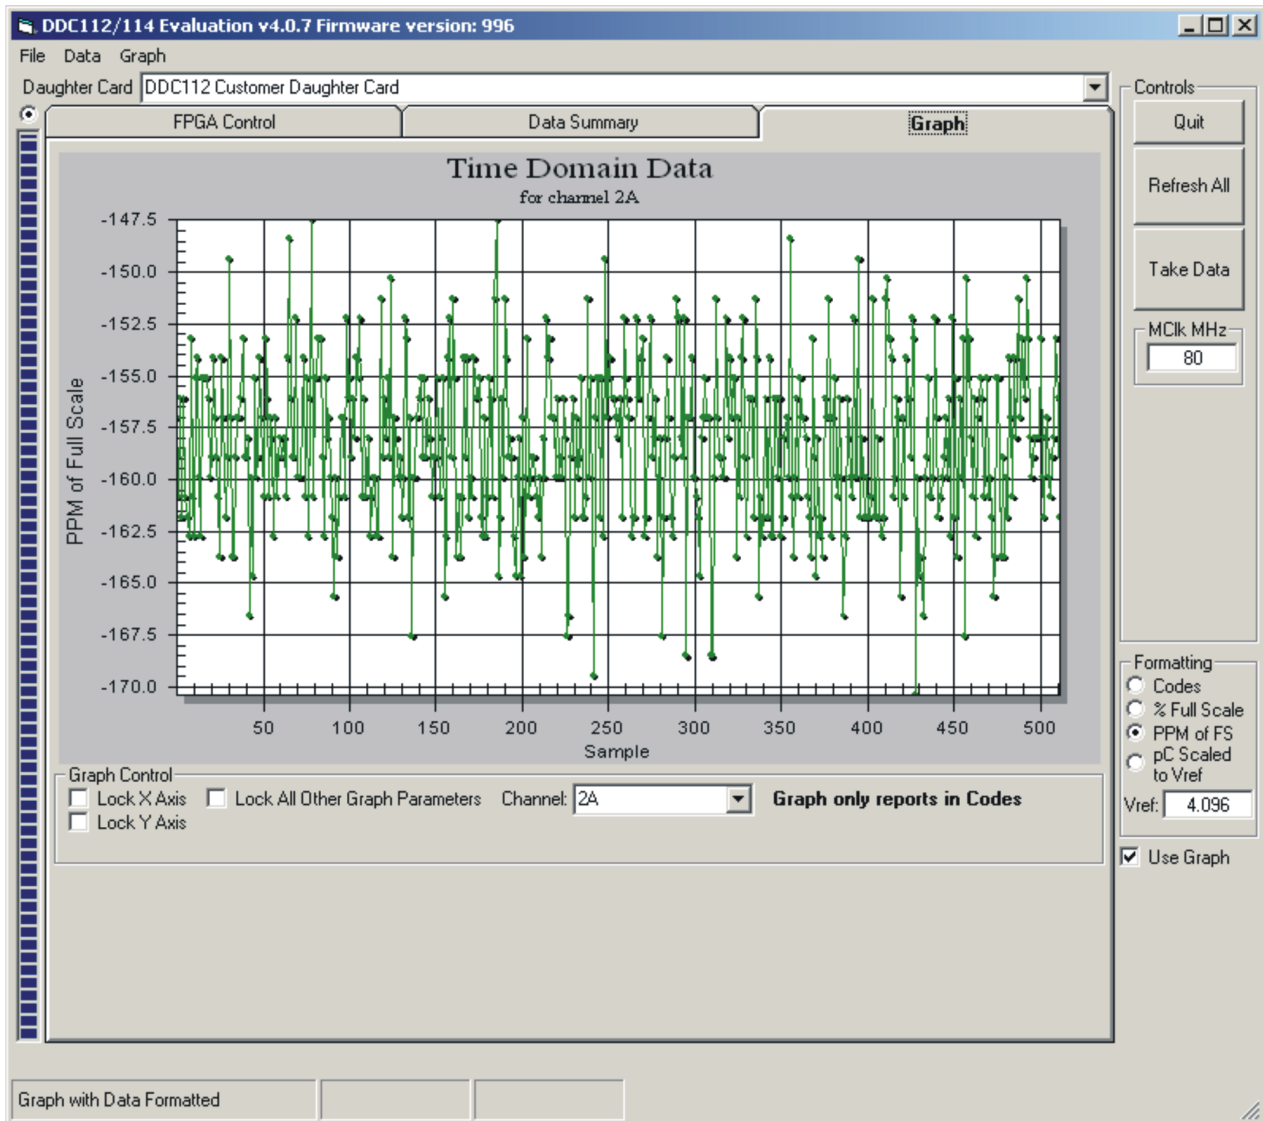 DDC112/114 Evaluation v4.0.7 Firmware version: 996
File Data Graph
Daughter Card DDC112 Customer Daughter Card
FPGA Control Data Summary Graph
Time Domain Data
for channel 2A
PPM of Full Scale
-147.5
-150.0
-152.5
-155.0
-157.5
-160.0
-162.5
-165.0
-167.5
-170.0
50 100 150 200 250 300 350 400 450 500
Sample
Graph Control
Lock X Axis Lock All Other Graph Parameters Channel: 2A Graph only reports in Codes
Lock Y Axis
Controls
Quit
Refresh All
Take Data
MClk MHz
80
Formatting
Codes
% Full Scale
PPM of FS
pC Scaled
to Vref
Vref: 4.096
Use Graph
Graph with Data Formatted